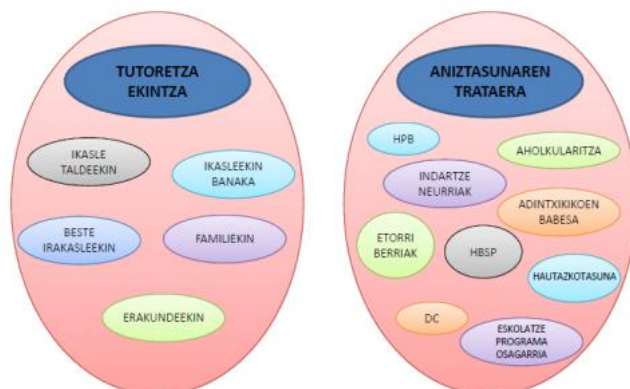 TUTORETZA
EKINTZA
IKASLE
TALDEEKIN
IKASLEEKIN
BANAKA
BESTE
IRAKASLEEKIN
FAMILIEKIN
ERAKUNDEEKIN
ANIZTASUNAREN
TRATAERA
HPB
AHOLKULARITZA
INDARTZE
NEURRIAK
ADINTXIKIKOEN
BABESA
ETORRI
BERRIAK
HBSP
HAUTAZKOTASUNA
DC
ESKOLATZE
PROGRAMA
OSAGARRIA